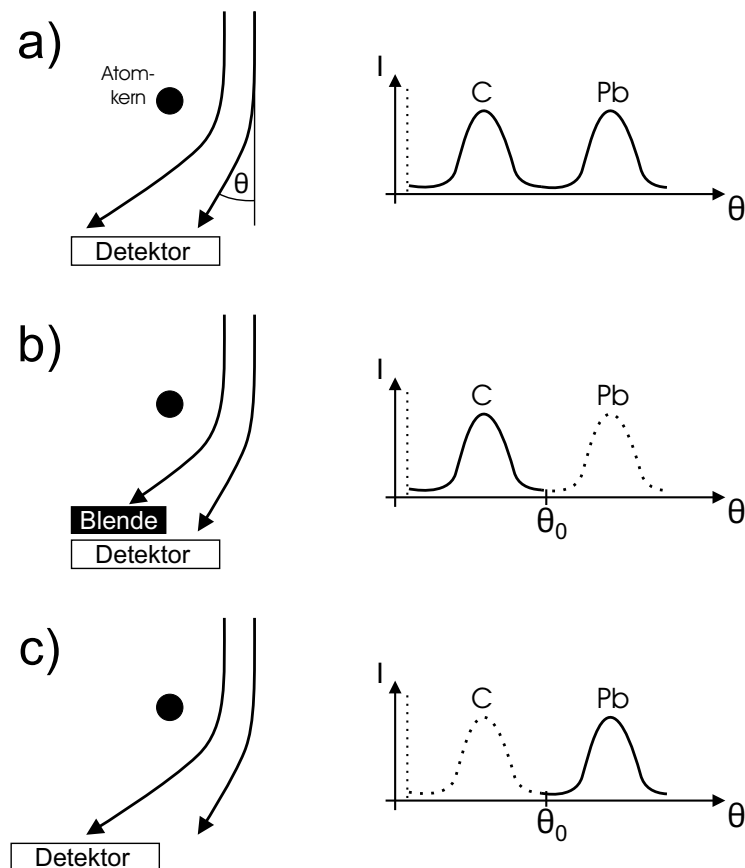 a)
Atom-
kern
θ
Detektor
I
C
Pb
θ
b)
Blende
Detektor
I
C
Pb
θ₀
θ
c)
Detektor
I
C
Pb
θ₀
θ